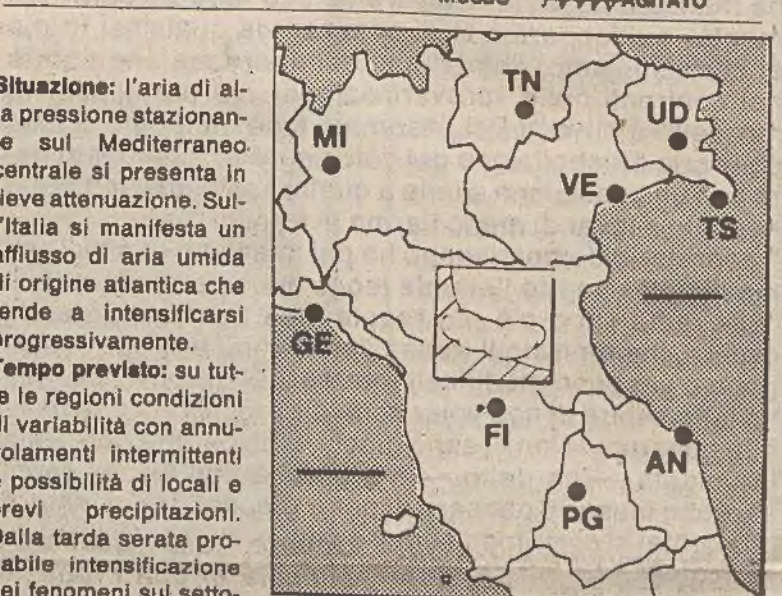 MOSSO AGITATO
Situazione: l'aria di al-
a pressione stazionan-
e sul Mediterraneo
centrale si presenta in
ieve attenuazione. Sul-
'Italia si manifesta un
afflusso di aria umida
di origine atlantica che
ende a intensificarsi
progressivamente.
Tempo previsto: su tut-
e le regioni condizioni
di variabilità con annu-
volamenti intermittenti
e possibilità di locali e
brevi precipitazioni.
Dalla tarda serata pro-
abile intensificazione
ei fenomeni sul setto-
TN
MI
UD
VE
TS
GE
FI
AN
PG